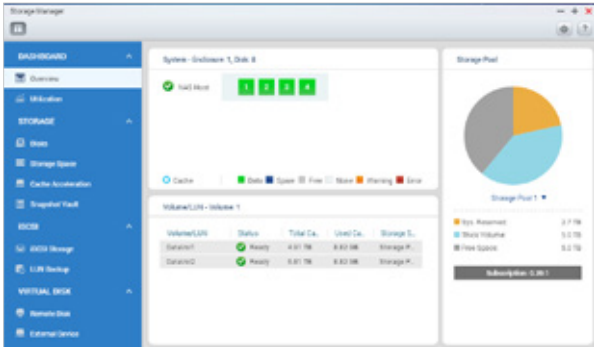 Storage Manager
DASHBOARD
Overview
Utilization
STORAGE
Disks
Storage Space
Cache Acceleration
Snapshot Vault
iSCSI
iSCSI Storage
LUN Backup
VIRTUAL DISK
Remote Disk
External Device
System - Enclosure 1, Disk: 8
NAS Host
1 2 3 4
Cache
Data Spare Free None Warning Error
Volume/LUN - Volume 1
Volume/LUN Status Total Ca.. Used Ca.. Storage S..
Ready Storage P...
Ready Storage P...
Storage Pool
Storage Pool 1
Sys. Reserved
Thick Volume
Free Space
Subscription: